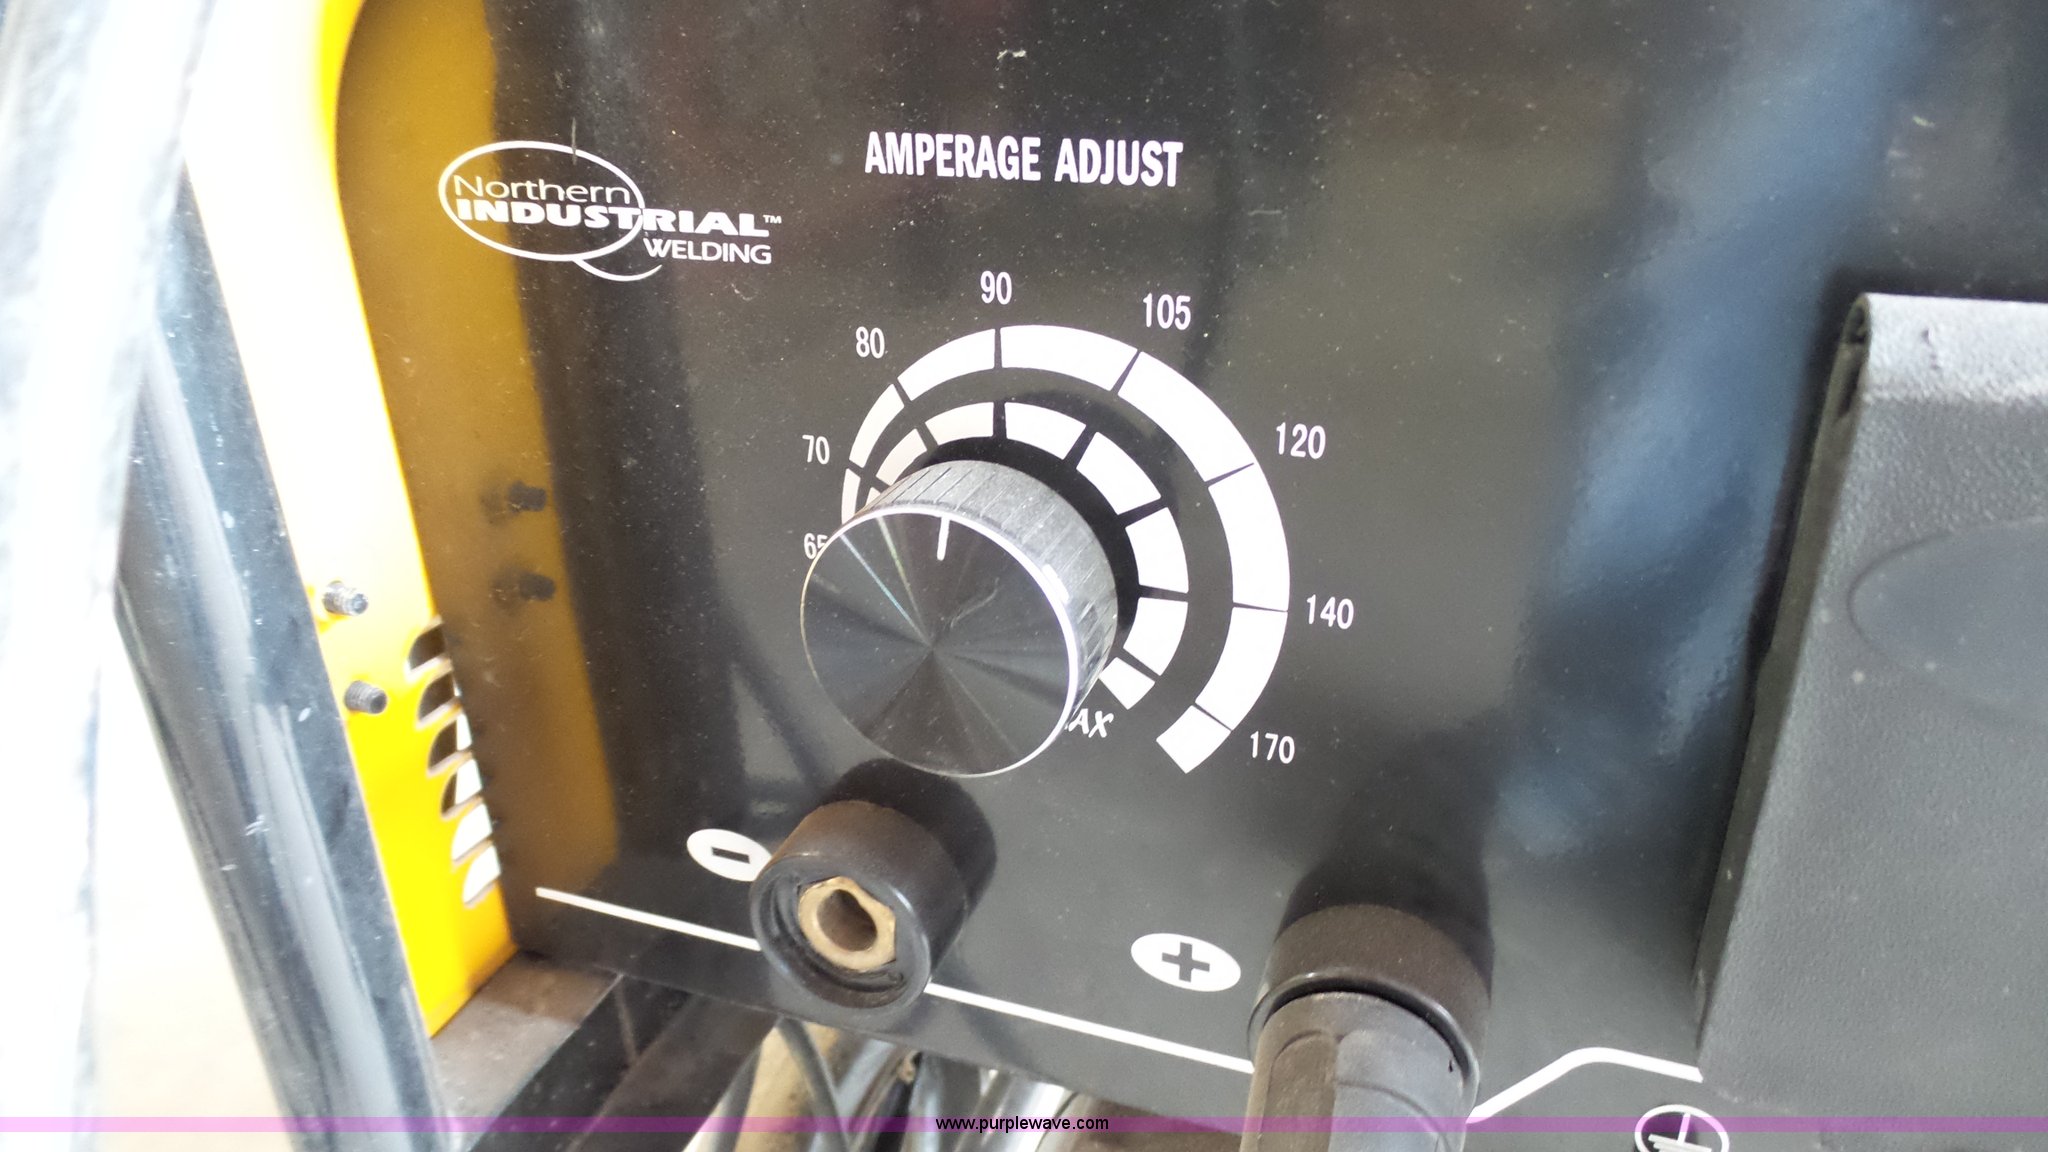 AMPERAGE ADJUST
Northern
INDUSTRIAL™
WELDING
90
105
80
120
70
65
140
170
-
+
www.purplewave.com